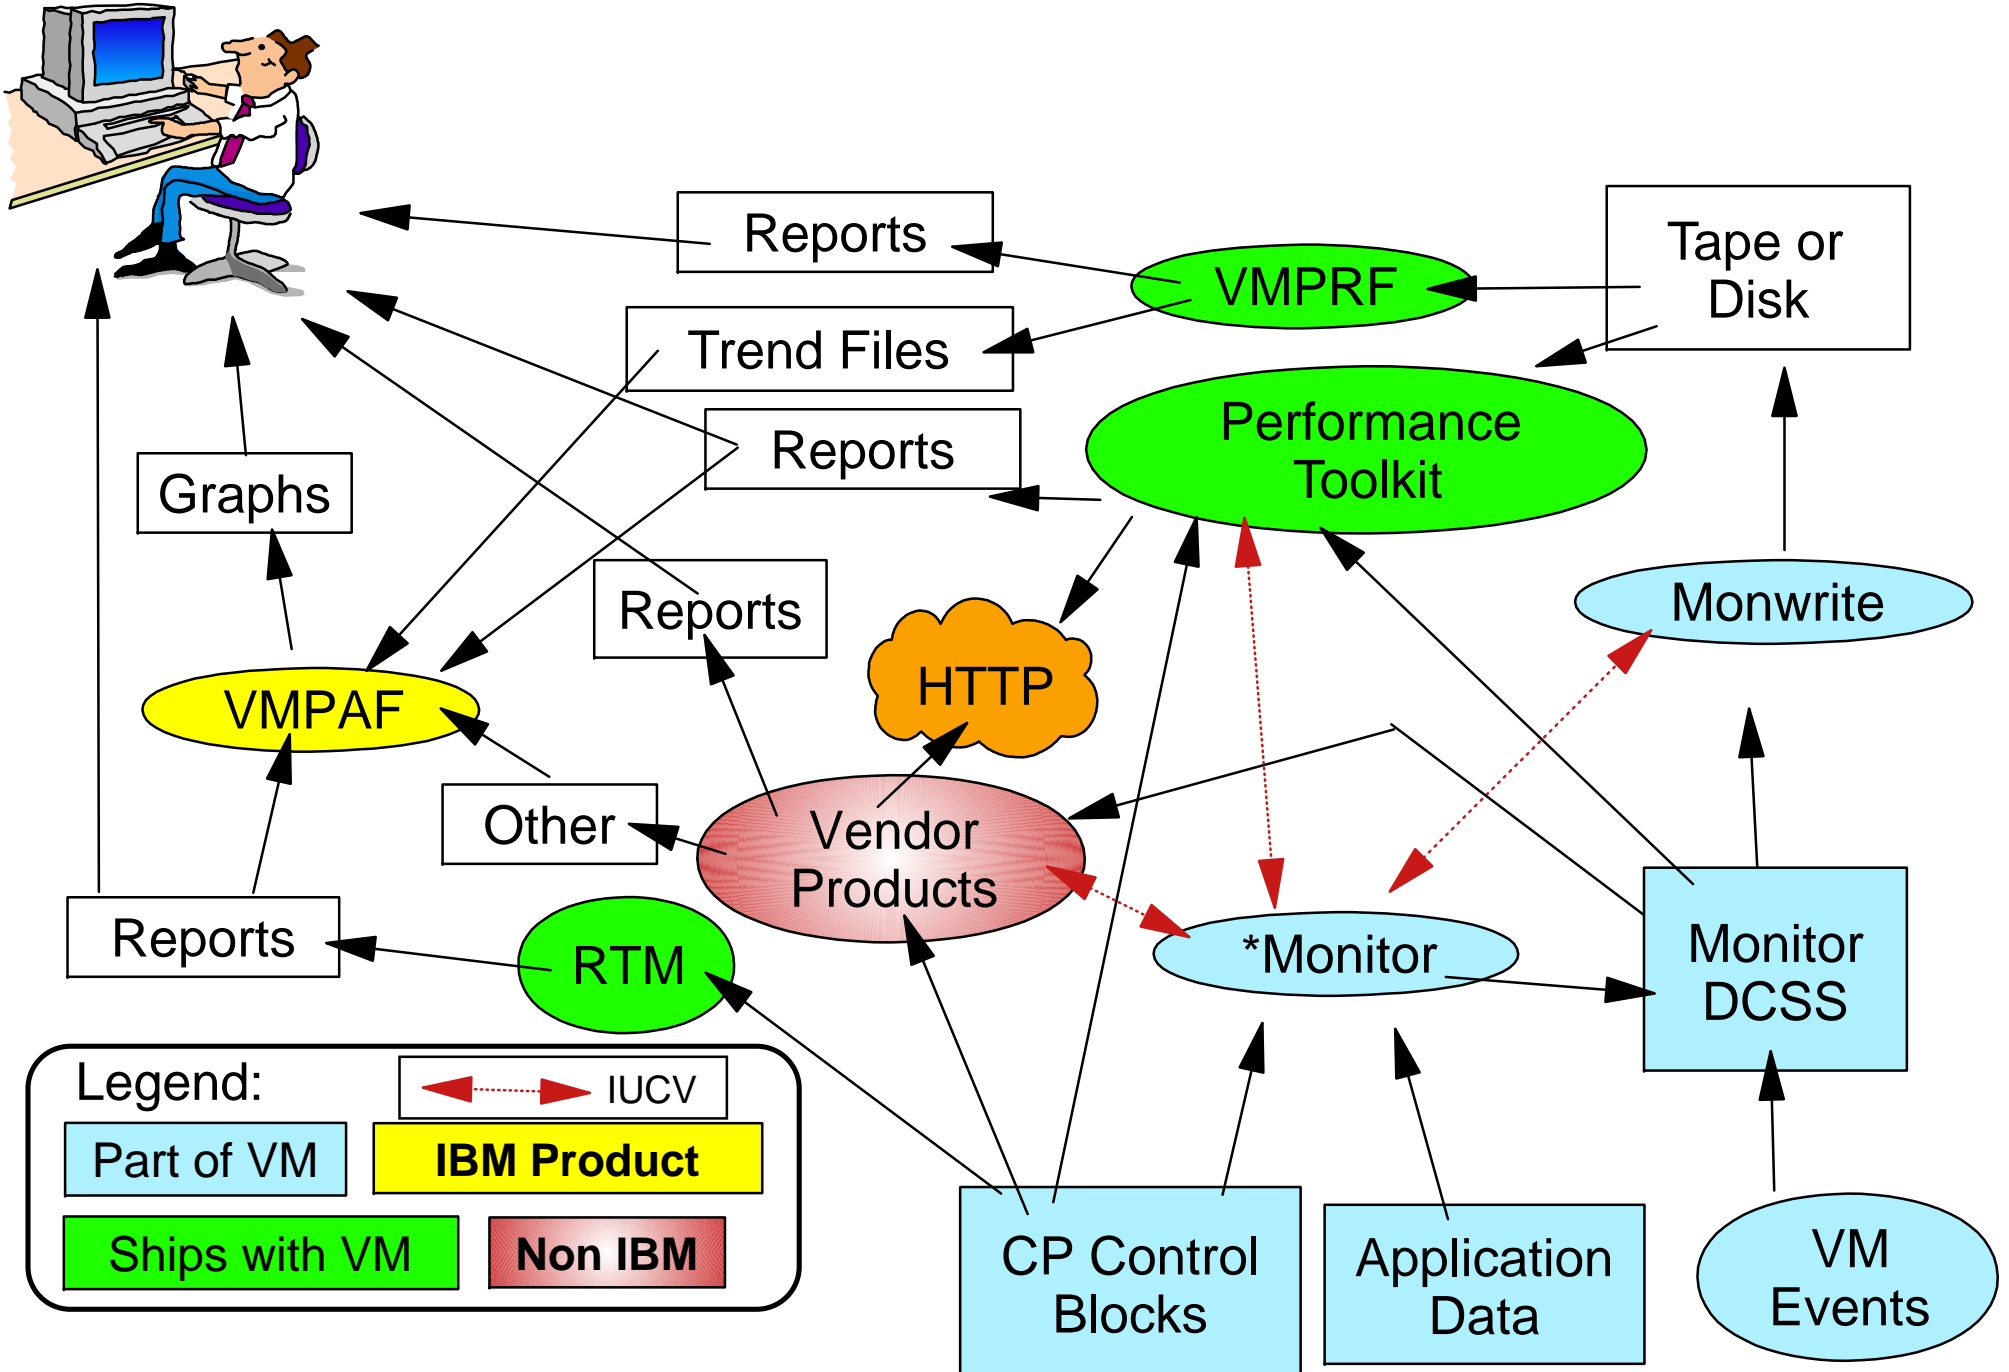 Reports
VMPRF
Tape or
Disk
Trend Files
Performance
Toolkit
Reports
Graphs
Reports
Monwrite
HTTP
VMPAF
Other
Vendor
Products
Reports
RTM
*Monitor
Monitor
DCSS
Legend:
IUCV
Part of VM
IBM Product
Ships with VM
Non IBM
CP Control
Blocks
Application
Data
VM
Events